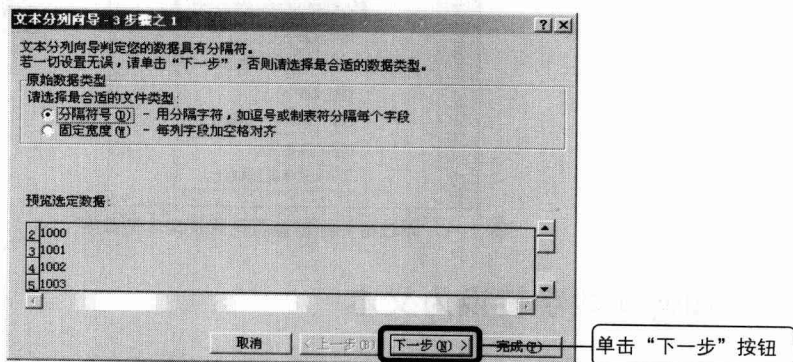 文本分列向导 - 3 步骤之 1
文本分列向导判定您的数据具有分隔符。
若一切设置无误,请单击“下一步”,否则请选择最合适的数据类型。
原始数据类型
请选择最合适的文件类型:
分隔符号(D) - 用分隔字符,如逗号或制表符分隔每个字段
固定宽度(W) - 每列字段加空格对齐
预览选定数据:
2 1000
3 1001
4 1002
5 1003
取消 < 上一步(B) 下一步(N) > 完成(F)
单击“下一步”按钮